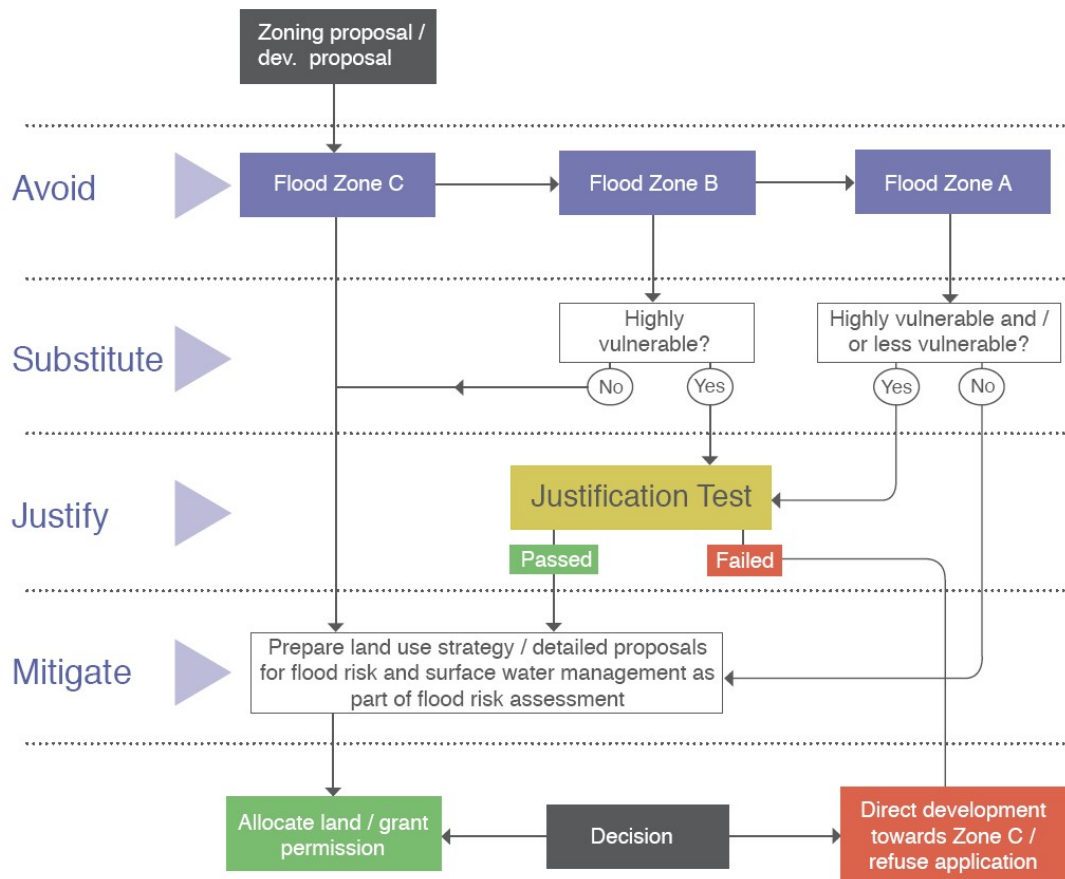 Zoning proposal /
dev. proposal
Avoid
Flood Zone C
Flood Zone B
Flood Zone A
Substitute
Highly
vulnerable?
Highly vulnerable and /
or less vulnerable?
No
Yes
Yes
No
Justify
Justification Test
Passed
Failed
Mitigate
Prepare land use strategy / detailed proposals
for flood risk and surface water management as
part of flood risk assessment
Allocate land / grant
permission
Decision
Direct development
towards Zone C /
refuse application